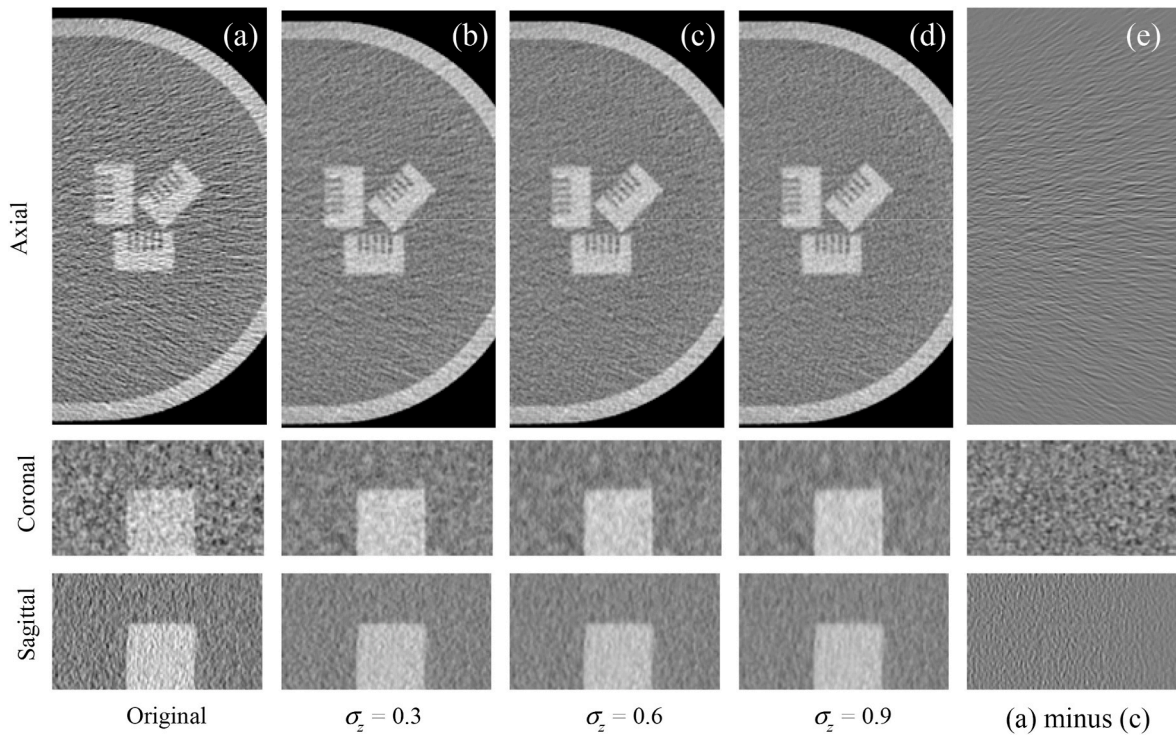 (a)
(b)
(c)
(d)
(e)
Axial
Coronal
Sagittal
Original
σz = 0.3
σz = 0.6
σz = 0.9
(a) minus (c)